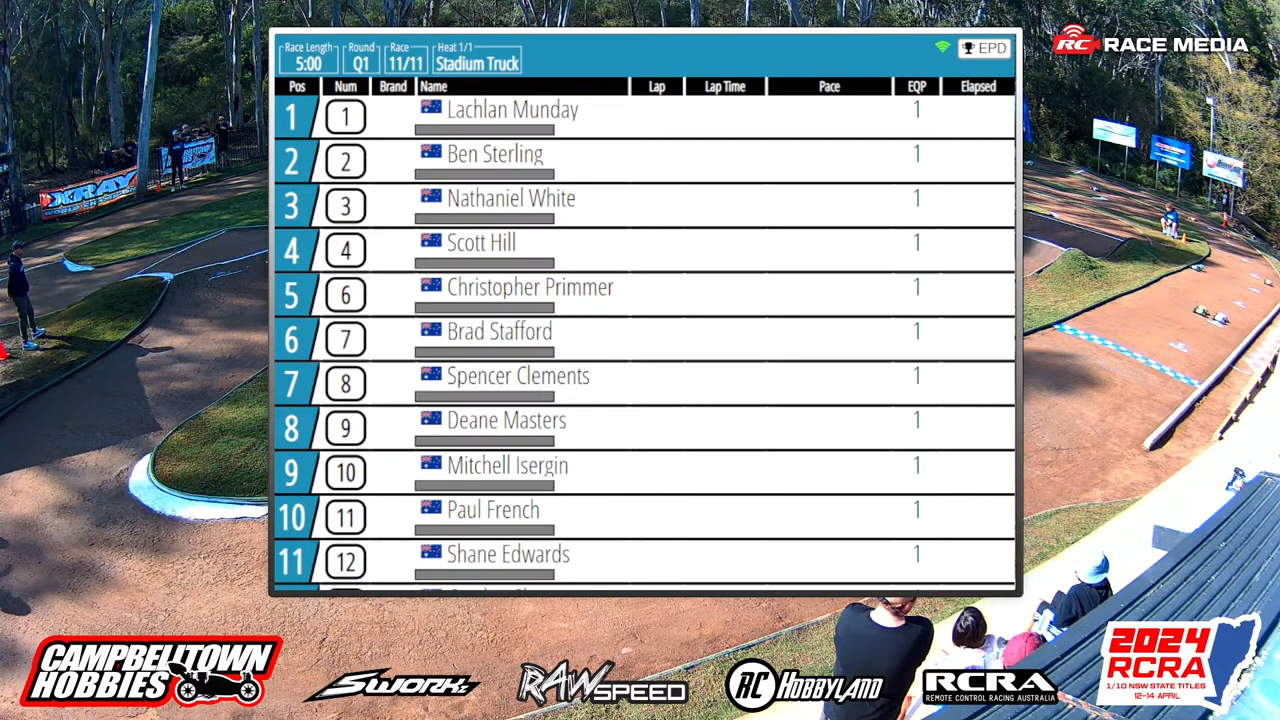 RC RACE MEDIA
Race Length Round Race Heat 1/1
5:00 Q1 11/11 Stadium Truck
EPD
Pos Num Brand Name Lap Lap Time Pace EQP Elapsed
1 1 Lachlan Munday 1
2 2 Ben Sterling 1
3 3 Nathaniel White 1
4 4 Scott Hill 1
5 6 Christopher Primmer 1
6 7 Brad Stafford 1
7 8 Spencer Clements 1
8 9 Deane Masters 1
9 10 Mitchell Isergin 1
10 11 Paul French 1
11 12 Shane Edwards 1
XRAY
CAMPBELLTOWN
HOBBIES
SWORK
RAW SPEED
RC HOBBYLAND
RCRA
REMOTE CONTROL RACING AUSTRALIA
2024
RCRA
1/10 NSW STATE TITLES
12-14 APRIL